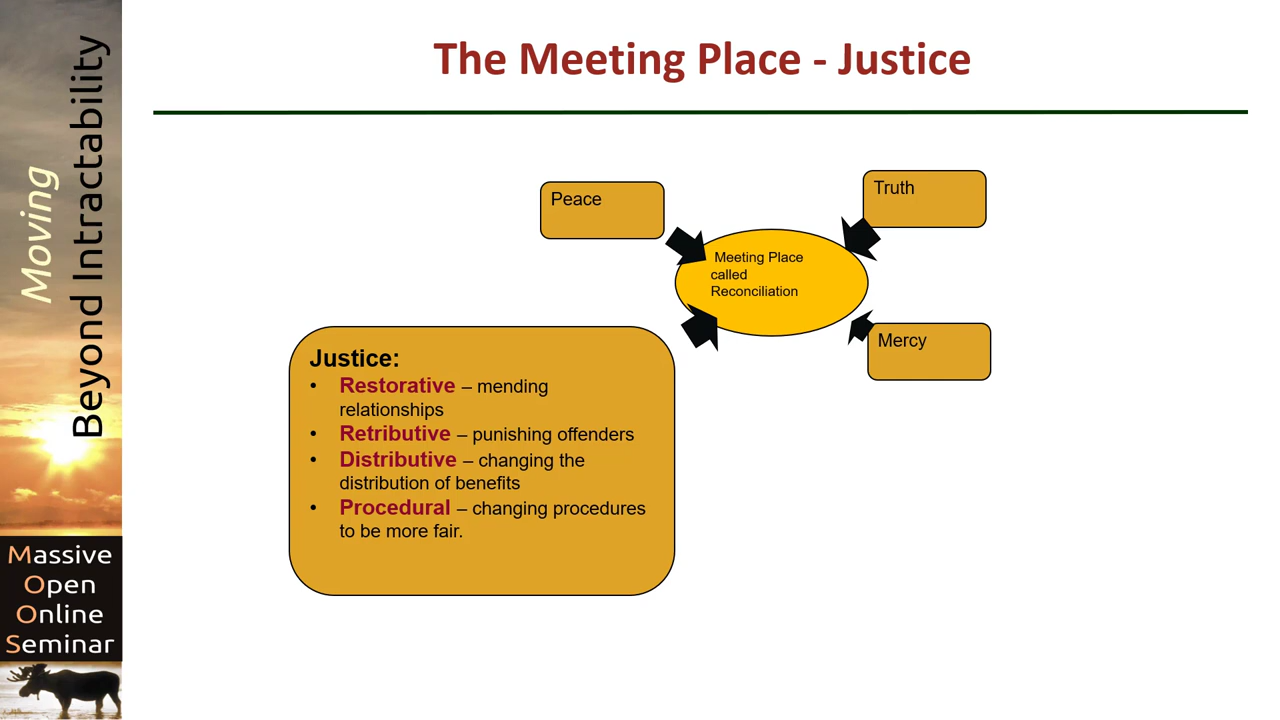 Moving
Beyond Intractability
Massive
Open
Online
Seminar
The Meeting Place - Justice
Peace
Truth
Meeting Place
called
Reconciliation
Mercy
Justice:
• Restorative – mending
relationships
• Retributive – punishing offenders
• Distributive – changing the
distribution of benefits
• Procedural – changing procedures
to be more fair.